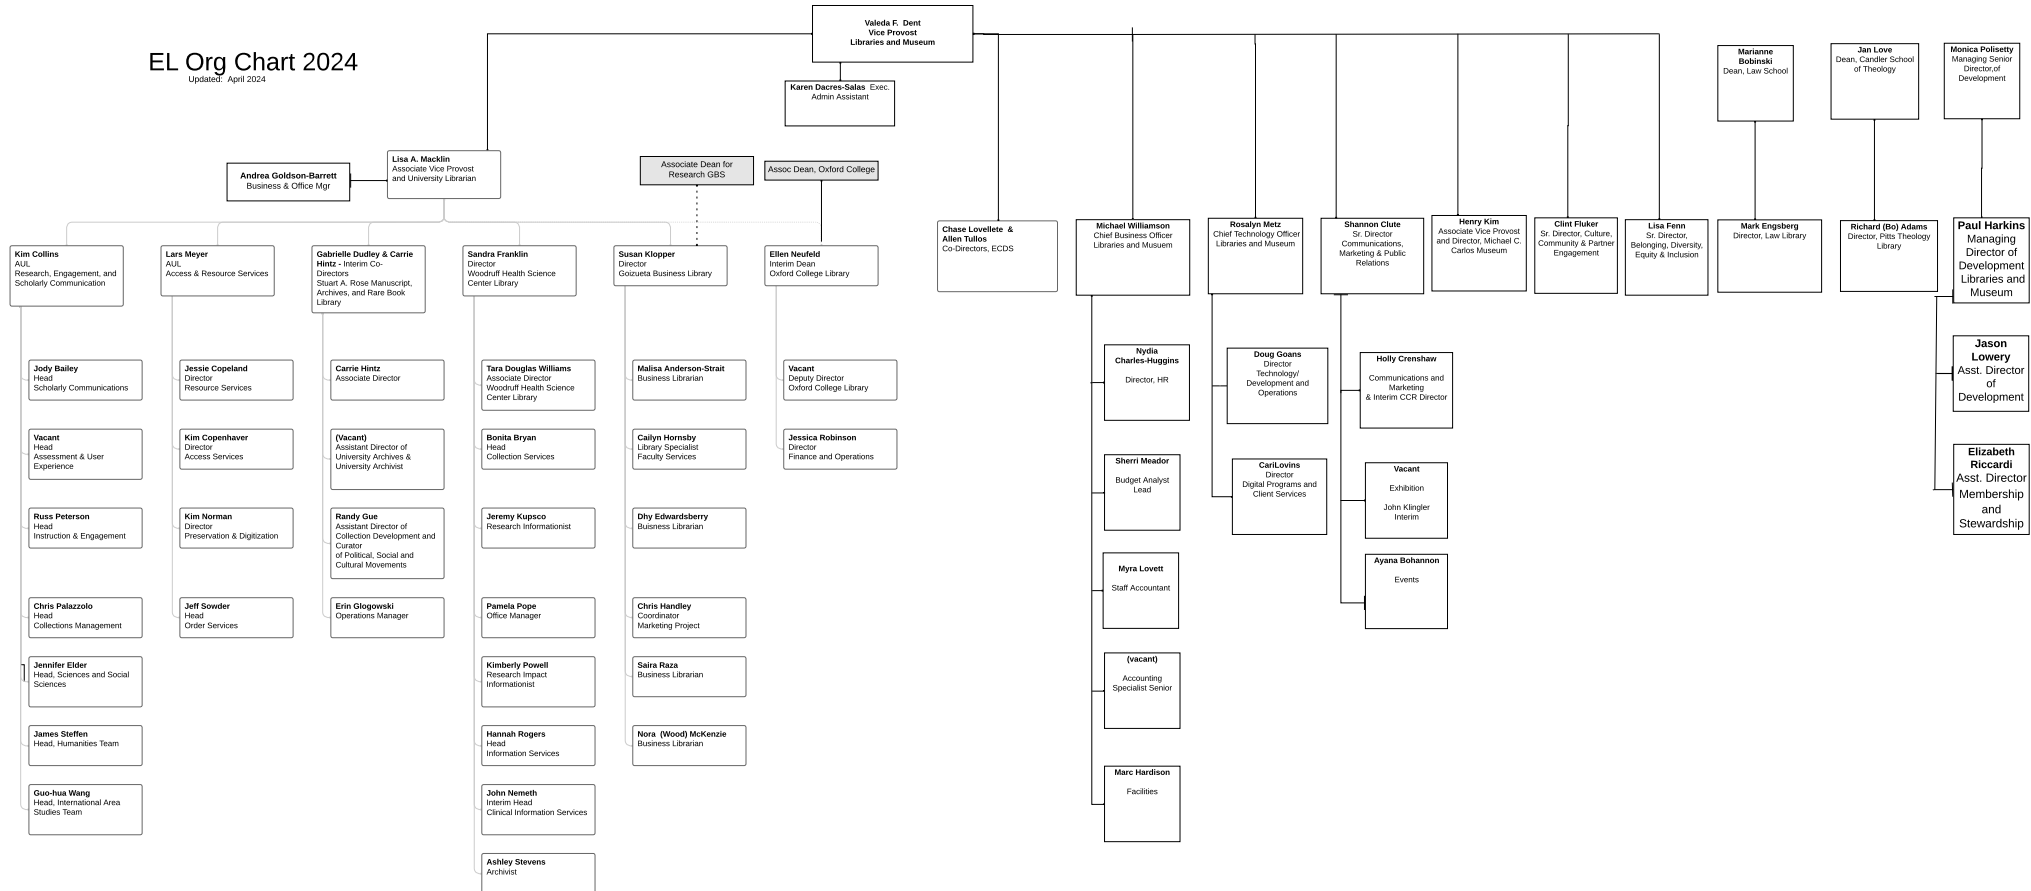 EL Org Chart 2024
Updated:  April 2024
Valeda F.  Dent
Vice Provost
Libraries and Museum
Karen Dacres-Salas  Exec.
Admin Assistant
Marianne
Bobinski
Dean, Law School
Jan Love
Dean, Candler School
of Theology
Monica Polisetty
Managing Senior
Director,of
Development
Andrea Goldson-Barrett
Business & Office Mgr
Lisa A. Macklin
Associate Vice Provost
and University Librarian
Associate Dean for
Research GBS
Assoc Dean, Oxford College
Kim Collins
AUL
Research, Engagement, and
Scholarly Communication
Lars Meyer
AUL
Access & Resource Services
Gabrielle Dudley & Carrie
Hintz - Interim Co-
Directors
Stuart A. Rose Manuscript,
Archives, and Rare Book
Library
Sandra Franklin
Director
Woodruff Health Science
Center Library
Susan Klopper
Director
Goizueta Business Library
Ellen Neufeld
Interim Dean
Oxford College Library
Chase Lovellete  &
Allen Tullos
Co-Directors, ECDS
Michael Williamson
Chief Business Officer
Libraries and Musuem
Rosalyn Metz
Chief Technology Officer
Libraries and Museum
Shannon Clute
Sr. Director
Communications,
Marketing & Public
Relations
Henry Kim
Associate Vice Provost
and Director, Michael C.
Carlos Museum
Clint Fluker
Sr. Director, Culture,
Community & Partner
Engagement
Lisa Fenn
Sr. Director,
Belonging, Diversity,
Equity & Inclusion
Mark Engsberg
Director, Law Library
Richard (Bo) Adams
Director, Pitts Theology
Library
Paul Harkins
Managing
Director of
Development
Libraries and
Museum
Jody Bailey
Head
Scholarly Communications
Vacant
Head
Assessment & User
Experience
Russ Peterson
Head
Instruction & Engagement
Chris Palazzolo
Head
Collections Management
Jennifer Elder
Head, Sciences and Social
Sciences
James Steffen
Head, Humanities Team
Guo-hua Wang
Head, International Area
Studies Team
Jessie Copeland
Director
Resource Services
Kim Copenhaver
Director
Access Services
Kim Norman
Director
Preservation & Digitization
Jeff Sowder
Head
Order Services
Carrie Hintz
Associate Director
(Vacant)
Assistant Director of
University Archives &
University Archivist
Randy Gue
Assistant Director of
Collection Development and
Curator
of Political, Social and
Cultural Movements
Erin Glogowski
Operations Manager
Tara Douglas Williams
Associate Director
Woodruff Health Science
Center Library
Bonita Bryan
Head
Collection Services
Jeremy Kupsco
Research Informationist
Pamela Pope
Office Manager
Kimberly Powell
Research Impact
Informationist
Hannah Rogers
Head
Information Services
John Nemeth
Interim Head
Clinical Information Services
Ashley Stevens
Archivist
Malisa Anderson-Strait
Business Librarian
Cailyn Hornsby
Library Specialist
Faculty Services
Dhy Edwardsberry
Buisness Librarian
Chris Handley
Coordinator
Marketing Project
Saira Raza
Business Librarian
Nora  (Wood) McKenzie
Business Librarian
Vacant
Deputy Director
Oxford College Library
Jessica Robinson
Director
Finance and Operations
Nydia
Charles-Huggins
Director, HR
Sherri Meador
Budget Analyst
Lead
Myra Lovett
Staff Accountant
(vacant)
Accounting
Specialist Senior
Marc Hardison
Facilities
Doug Goans
Director
Technology/
Development and
Operations
CariLovins
Director
Digital Programs and
Client Services
Holly Crenshaw
Communications and
Marketing
& Interim CCR Director
Vacant
Exhibition
John Klingler
Interim
Ayana Bohannon
Events
Jason
Lowery
Asst. Director
of
Development
Elizabeth
Riccardi
Asst. Director
Membership
and
Stewardship